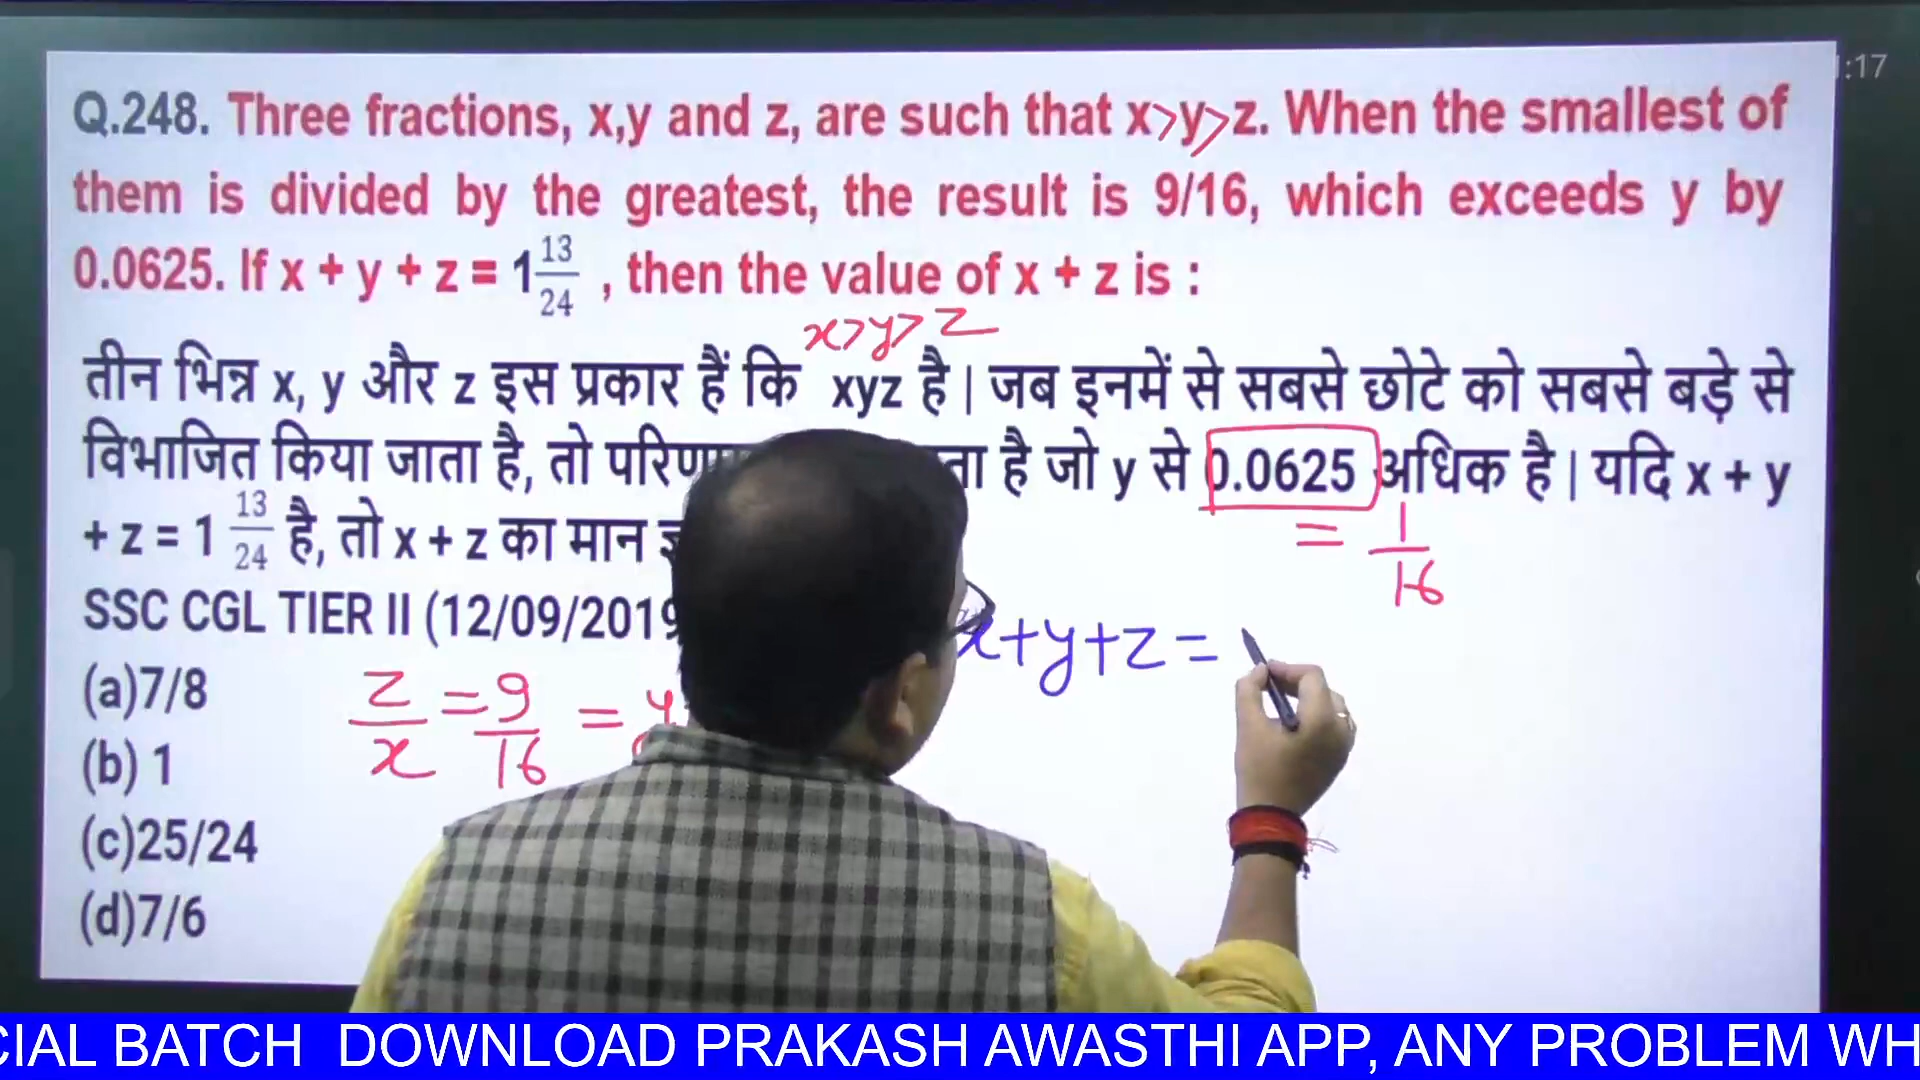 :17
Q.248. Three fractions, x,y and z, are such that x>y>z. When the smallest of
them is divided by the greatest, the result is 9/16, which exceeds y by
0.0625. If x + y + z = 1 13/24 , then the value of x + z is :
x>y>z
तीन भिन्न x, y और z इस प्रकार हैं कि xyz है | जब इनमें से सबसे छोटे को सबसे बड़े से
विभाजित किया जाता है, तो है जो y से 0.0625 अधिक है | यदि x + y
+ z = 1 13/24 है, तो x + z का मान
= 1/16
SSC CGL TIER II (12/09/2019
x+y+z =
(a)7/8
z/x = 9/16 = y
(b) 1
(c)25/24
(d)7/6
CIAL BATCH DOWNLOAD PRAKASH AWASTHI APP, ANY PROBLEM WH